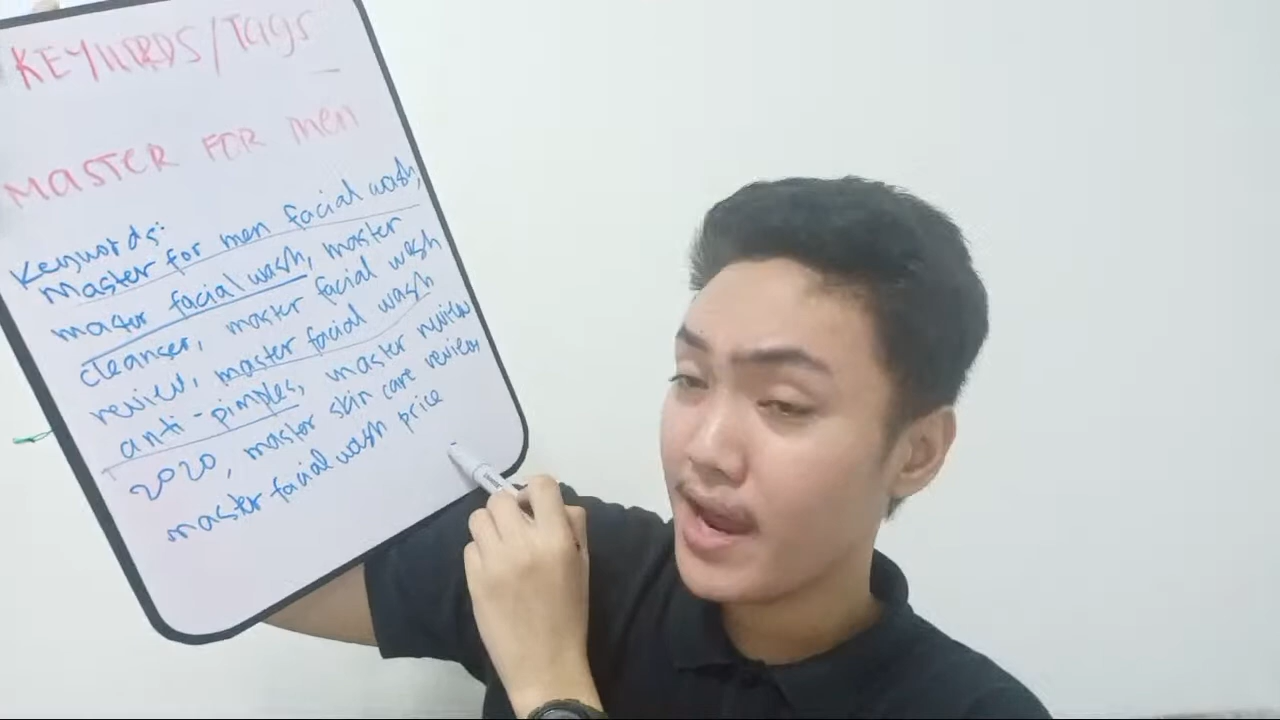 KEYWORDS/Tags
MASTER FOR men
Keywords:
master for men facial wash,
master facial wash, master
cleanser, master facial wash
review, master facial wash
anti-pimples, master review
2020, master skin care review
master facial wash price